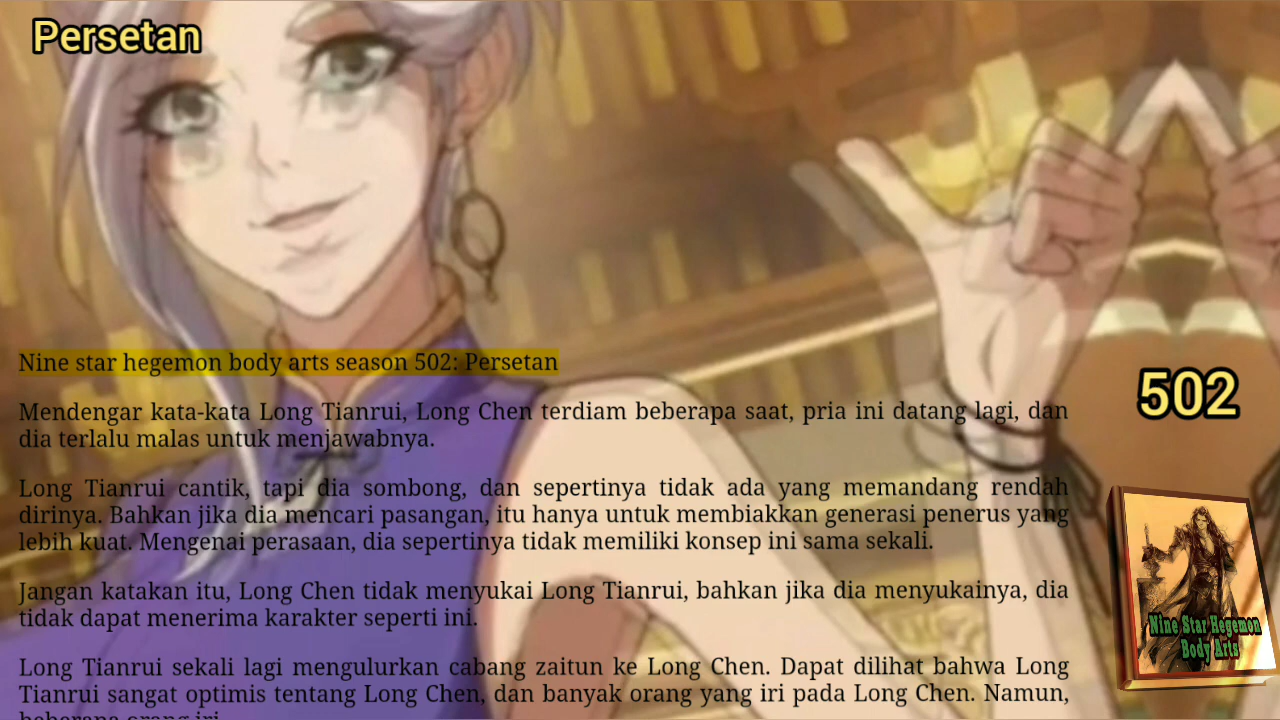 Persetan
Nine star hegemon body arts season 502: Persetan
Mendengar kata-kata Long Tianrui, Long Chen terdiam beberapa saat, pria ini datang lagi, dan
dia terlalu malas untuk menjawabnya.
Long Tianrui cantik, tapi dia sombong, dan sepertinya tidak ada yang memandang rendah
dirinya. Bahkan jika dia mencari pasangan, itu hanya untuk membiakkan generasi penerus yang
lebih kuat. Mengenai perasaan, dia sepertinya tidak memiliki konsep ini sama sekali.
Jangan katakan itu, Long Chen tidak menyukai Long Tianrui, bahkan jika dia menyukainya, dia
tidak dapat menerima karakter seperti ini.
Long Tianrui sekali lagi mengulurkan cabang zaitun ke Long Chen. Dapat dilihat bahwa Long
Tianrui sangat optimis tentang Long Chen, dan banyak orang yang iri pada Long Chen. Namun,
beberapa orang iri
502
Nine Star Hegemon
Body Arts